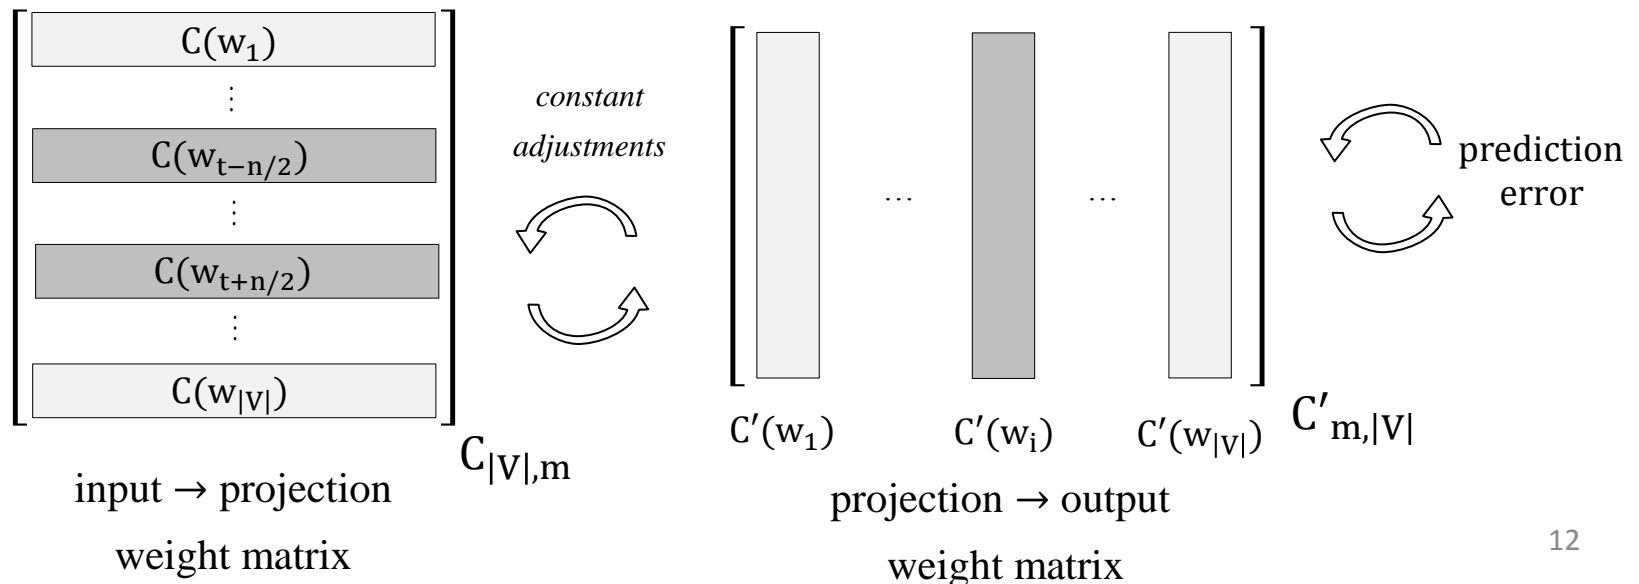 C(w₁)
⋮
C(wₜ₋ₙ/₂)
⋮
C(wₜ₊ₙ/₂)
⋮
C(w|V|)
C|V|,m
input → projection
weight matrix
constant
adjustments
… …
C′(w₁) C′(wᵢ) C′(w|V|)
C′m,|V|
projection → output
weight matrix
prediction
error
12